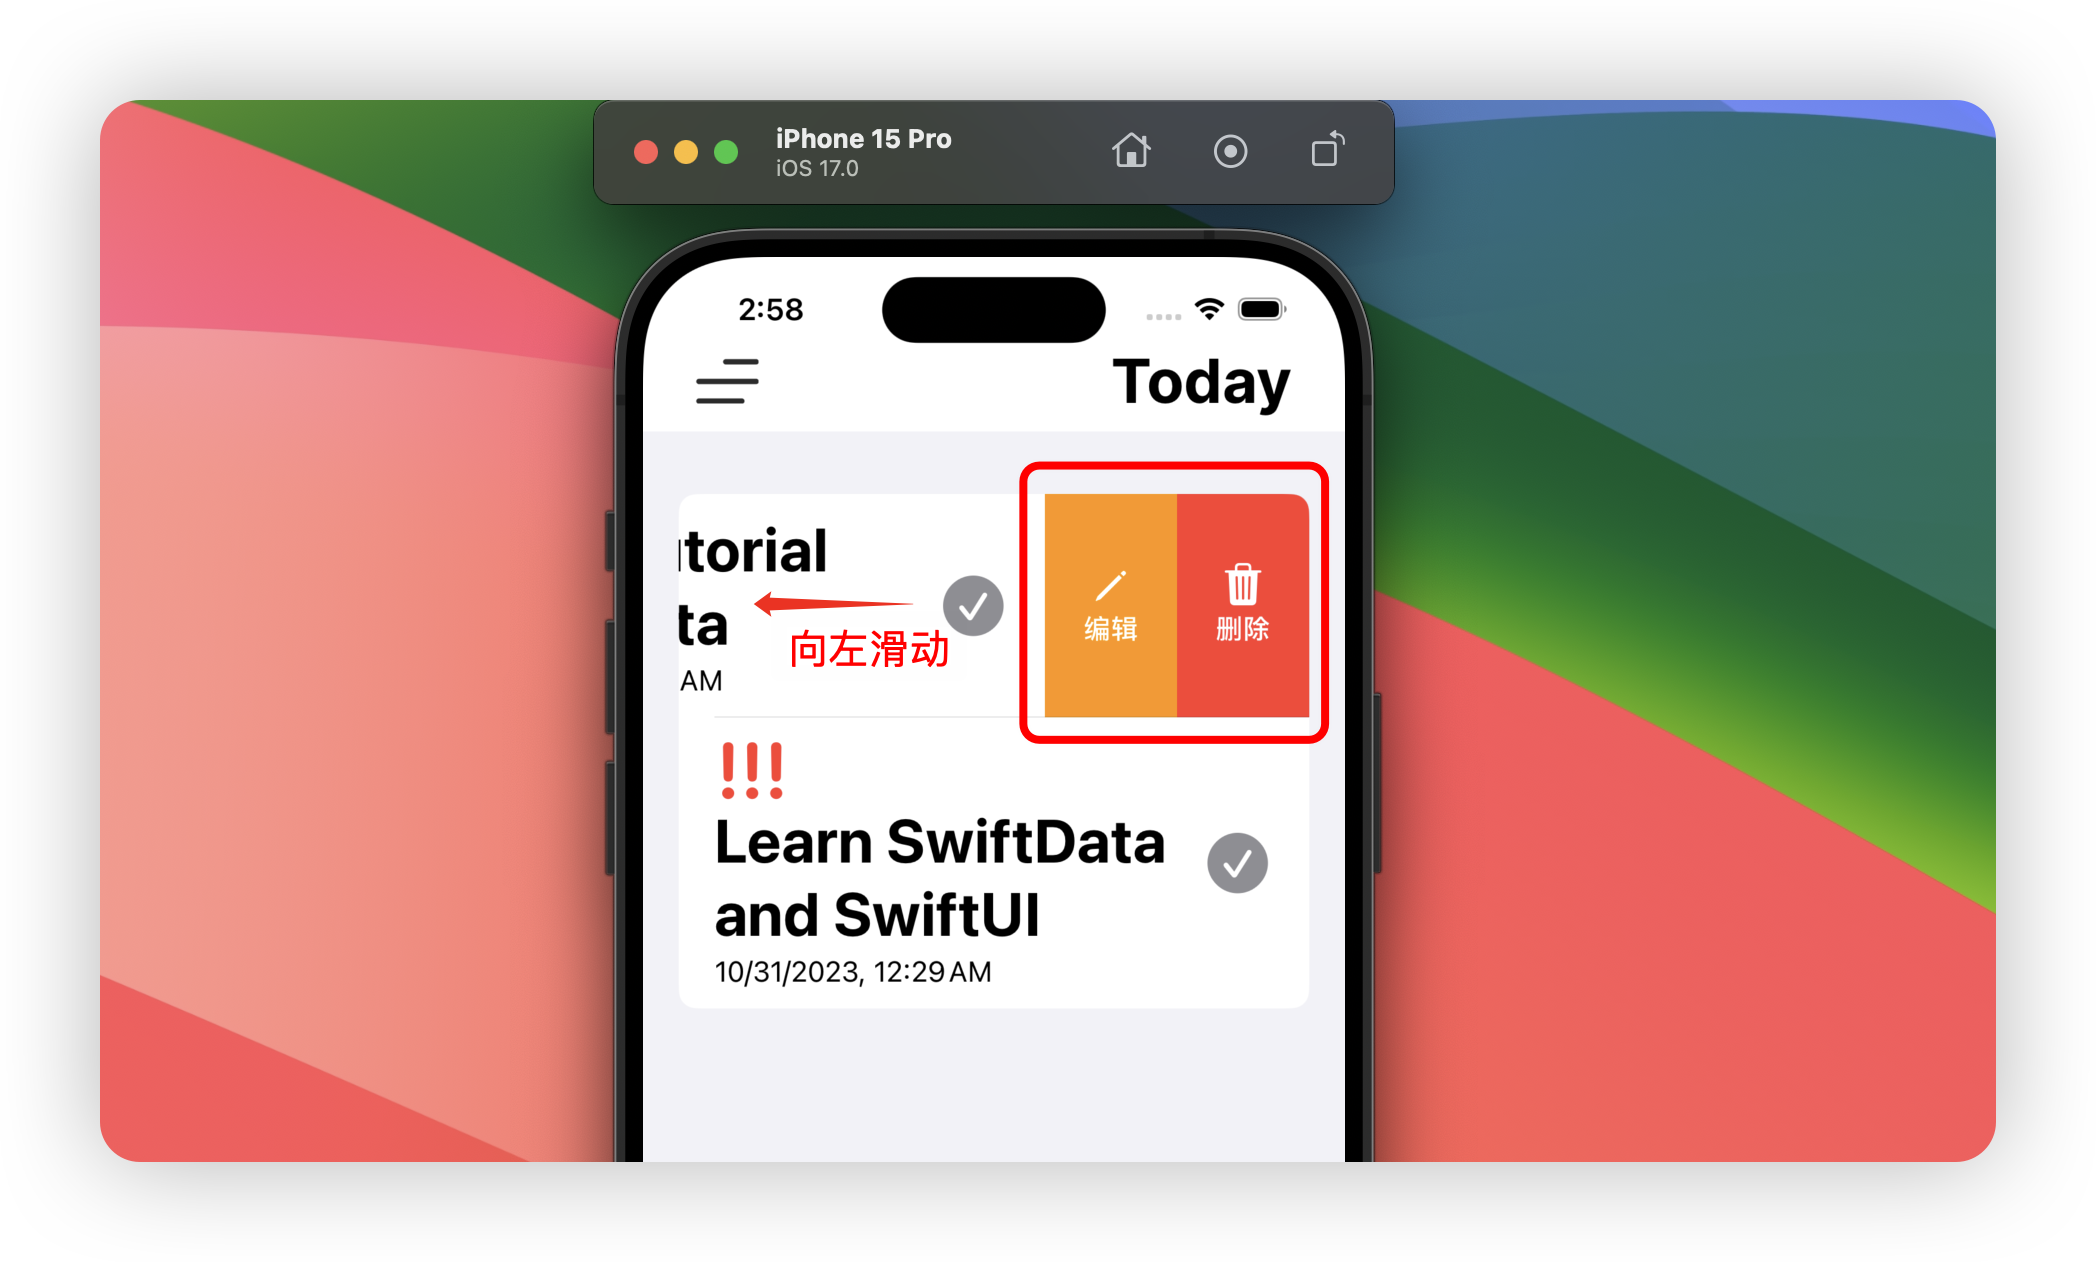 iPhone 15 Pro
iOS 17.0
2:58
Today
torial
ta
AM
向左滑动
编辑
删除
!!!
Learn SwiftData
and SwiftUI
10/31/2023, 12:29 AM